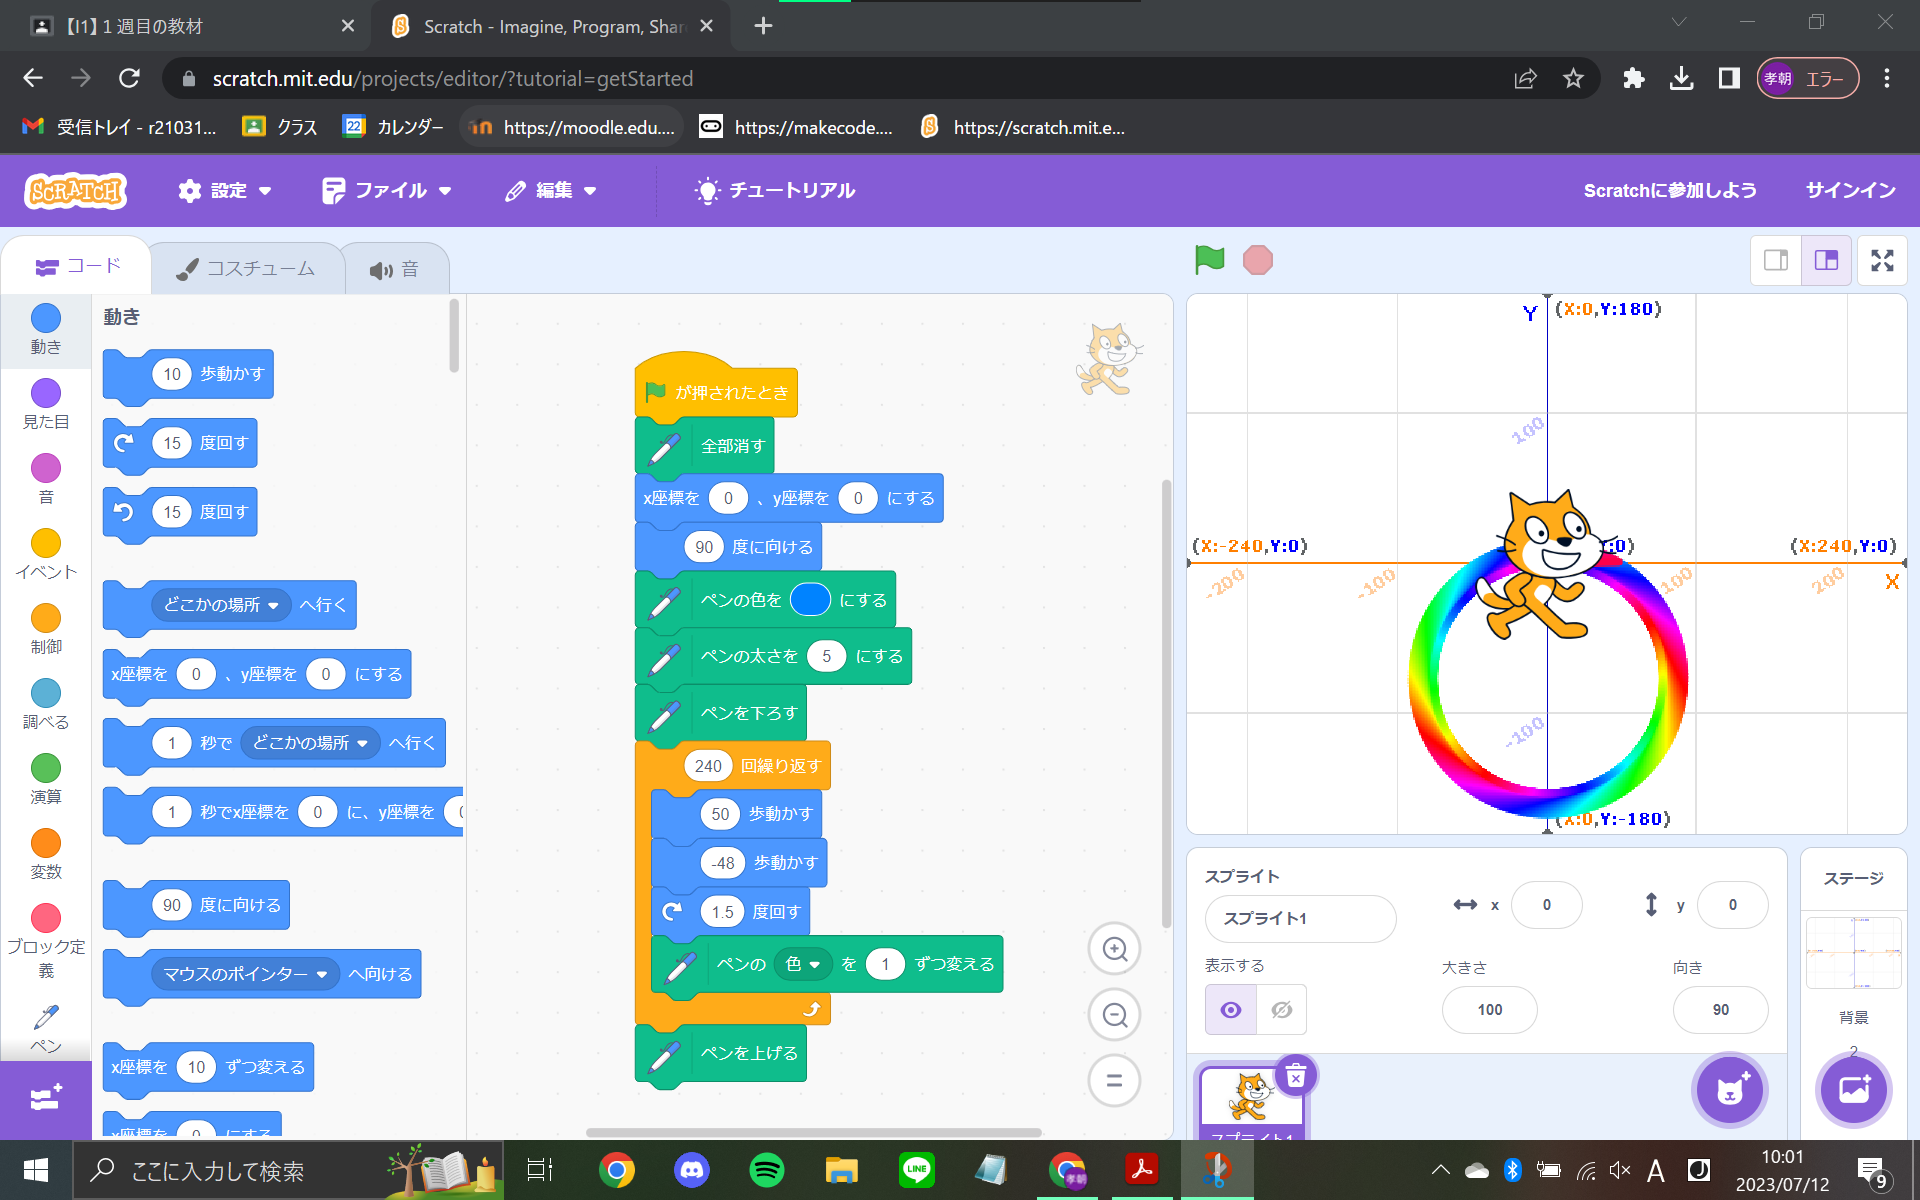 【I1】１週目の教材
Scratch - Imagine, Program, Shar
scratch.mit.edu/projects/editor/?tutorial=getStarted
孝朝 エラー
受信トレイ - r21031...
クラス
22 カレンダー
https://moodle.edu....
https://makecode....
https://scratch.mit.e...
SCRATCH
設定
ファイル
編集
チュートリアル
Scratchに参加しよう
サインイン
コード
コスチューム
音
動き
見た目
音
イベント
制御
調べる
演算
変数
ブロック定
義
ペン
動き
10 歩動かす
15 度回す
15 度回す
どこかの場所 へ行く
x座標を 0 、y座標を 0 にする
1 秒で どこかの場所 へ行く
1 秒でx座標を 0 に、y座標を
90 度に向ける
マウスのポインター へ向ける
x座標を 10 ずつ変える
x座標を 0 にする
が押されたとき
全部消す
x座標を 0 、y座標を 0 にする
90 度に向ける
ペンの色を にする
ペンの太さを 5 にする
ペンを下ろす
240 回繰り返す
50 歩動かす
-48 歩動かす
1.5 度回す
ペンの 色 を 1 ずつ変える
ペンを上げる
Y (X:0,Y:180)
100
(X:-240,Y:0)
:0)
(X:240,Y:0)
-200
-100
100
200
X
-100
(X:0,Y:-180)
スプライト
スプライト1
x 0
y 0
表示する
大きさ
100
向き
90
スプライト1
ステージ
背景
2
ここに入力して検索
LINE
孝朝
A
J
10:01
2023/07/12
9